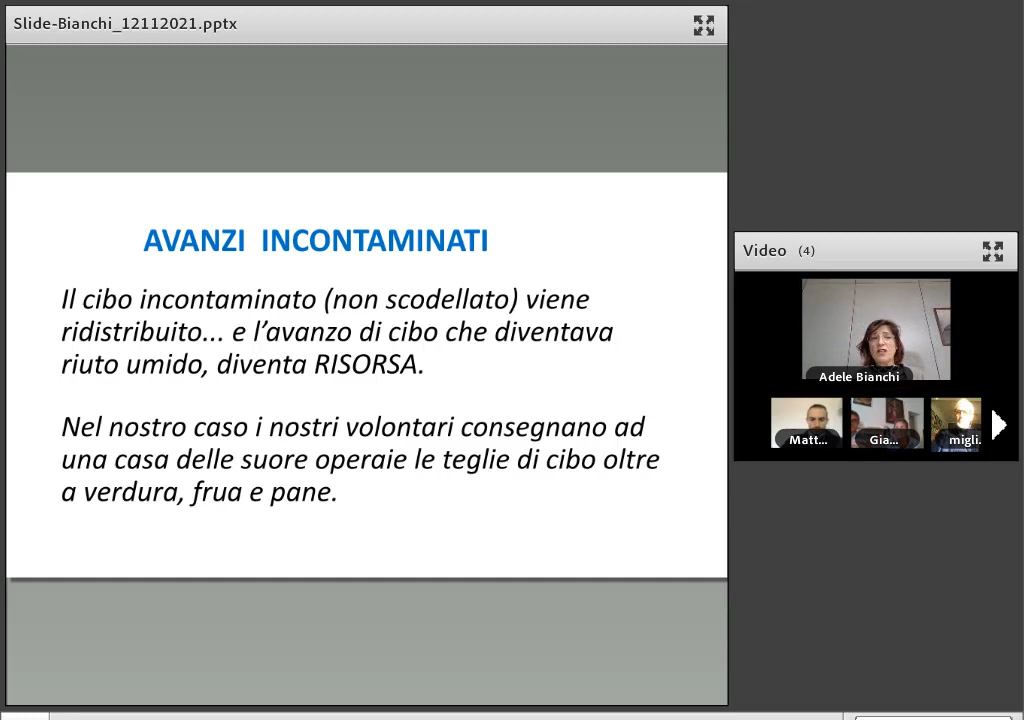 Slide-Bianchi_12112021.pptx
AVANZI INCONTAMINATI
Il cibo incontaminato (non scodellato) viene
ridistribuito... e l’avanzo di cibo che diventava
riuto umido, diventa RISORSA.
Nel nostro caso i nostri volontari consegnano ad
una casa delle suore operaie le teglie di cibo oltre
a verdura, frua e pane.
Video (4)
Adele Bianchi
Matt...
Gia...
migli.